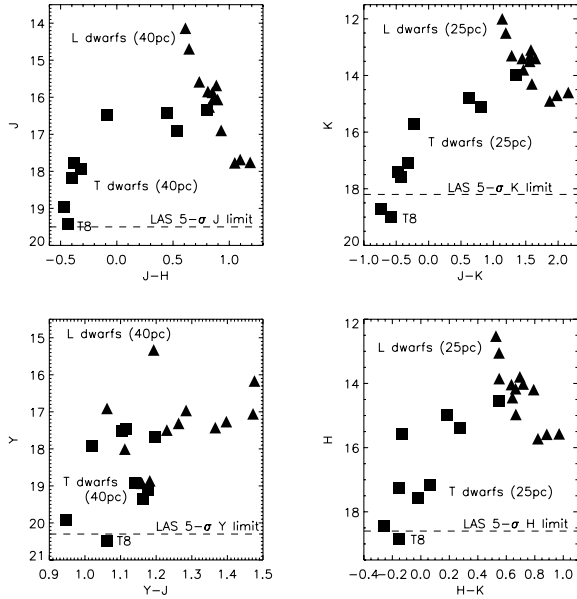 14
15
16
17
18
19
20
J
L dwarfs (40pc)
T dwarfs (40pc)
LAS 5-σ J limit
T8
-0.5 0.0 0.5 1.0
J-H
12
14
16
18
20
K
L dwarfs (25pc)
T dwarfs (25pc)
LAS 5-σ K limit
T8
-1.0 -0.5 0.0 0.5 1.0 1.5 2.0
J-K
15
16
17
18
19
20
21
Y
L dwarfs (40pc)
T dwarfs
(40pc)
LAS 5-σ Y limit
T8
0.9 1.0 1.1 1.2 1.3 1.4 1.5
Y-J
12
14
16
18
H
L dwarfs (25pc)
T dwarfs (25pc)
LAS 5-σ H limit
T8
-0.4-0.2 0.0 0.2 0.4 0.6 0.8 1.0
H-K